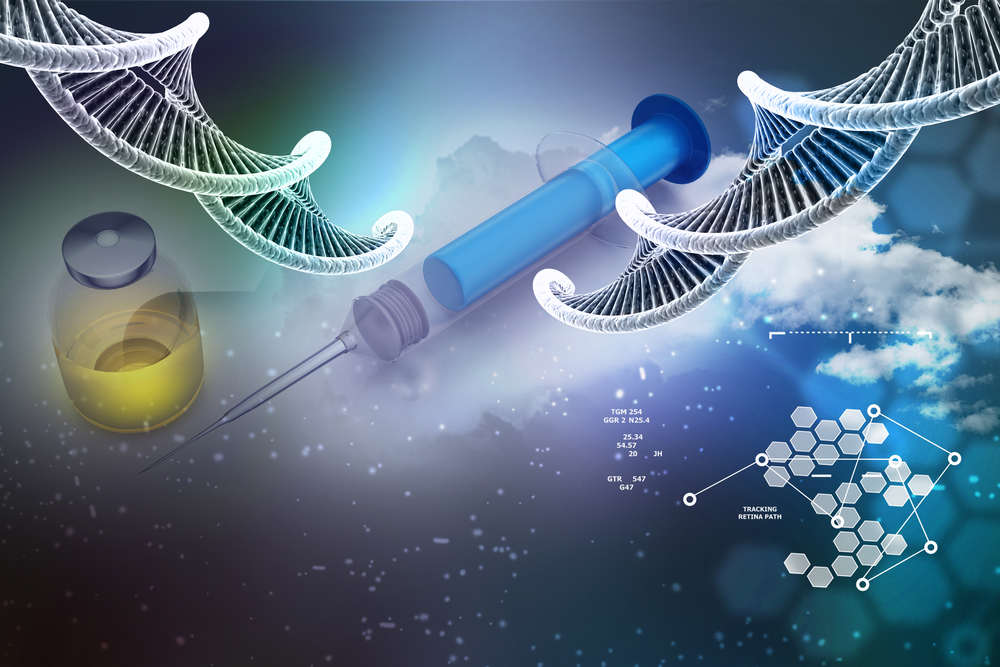 TGM 254
GGR 2 N25.4
25.34
54.57
20 JH
GTR 547
G47
TRACKING
RETINA PATH